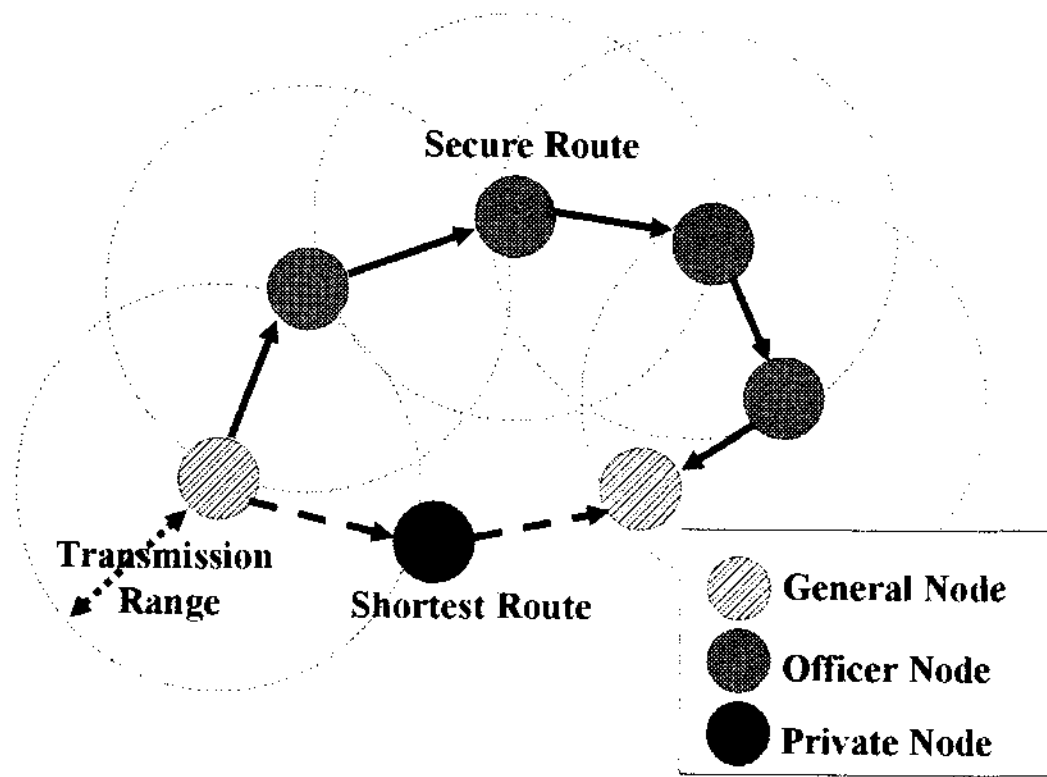 Secure Route
Transmission
Range
Shortest Route
General Node
Officer Node
Private Node